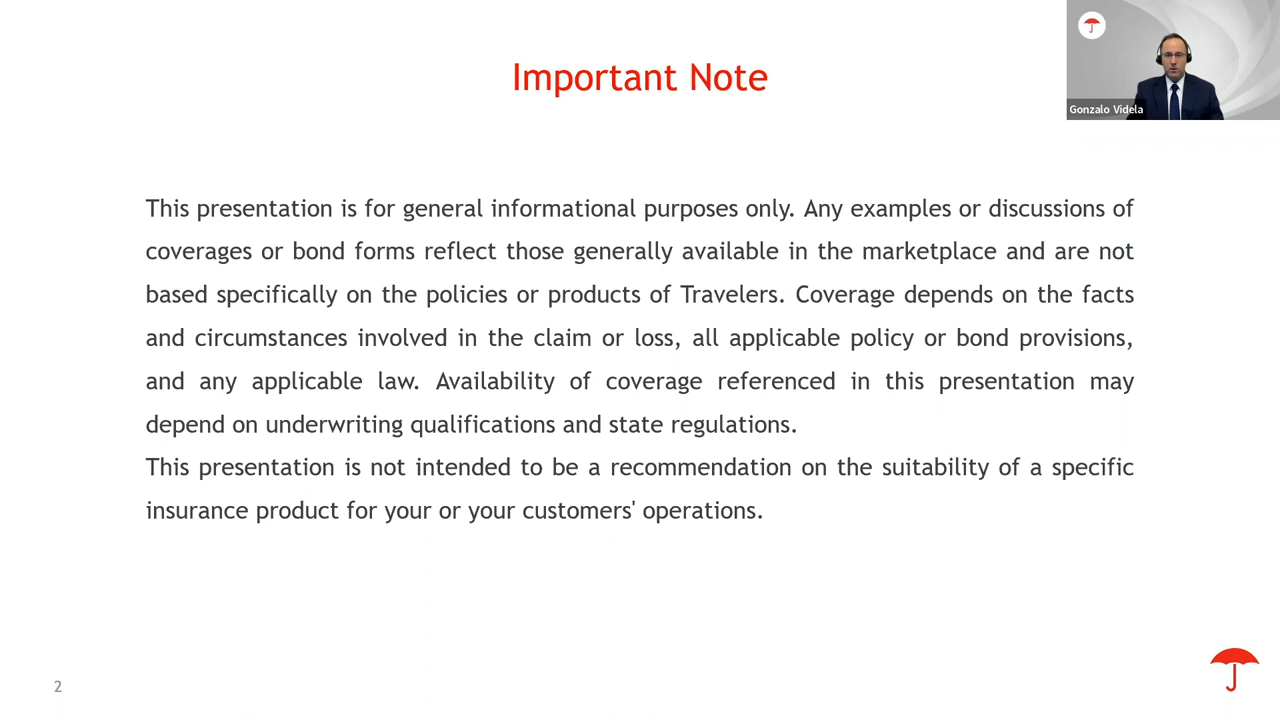 Important Note
Gonzalo Videla
This presentation is for general informational purposes only. Any examples or discussions of
coverages or bond forms reflect those generally available in the marketplace and are not
based specifically on the policies or products of Travelers. Coverage depends on the facts
and circumstances involved in the claim or loss, all applicable policy or bond provisions,
and any applicable law. Availability of coverage referenced in this presentation may
depend on underwriting qualifications and state regulations.
This presentation is not intended to be a recommendation on the suitability of a specific
insurance product for your or your customers' operations.
2